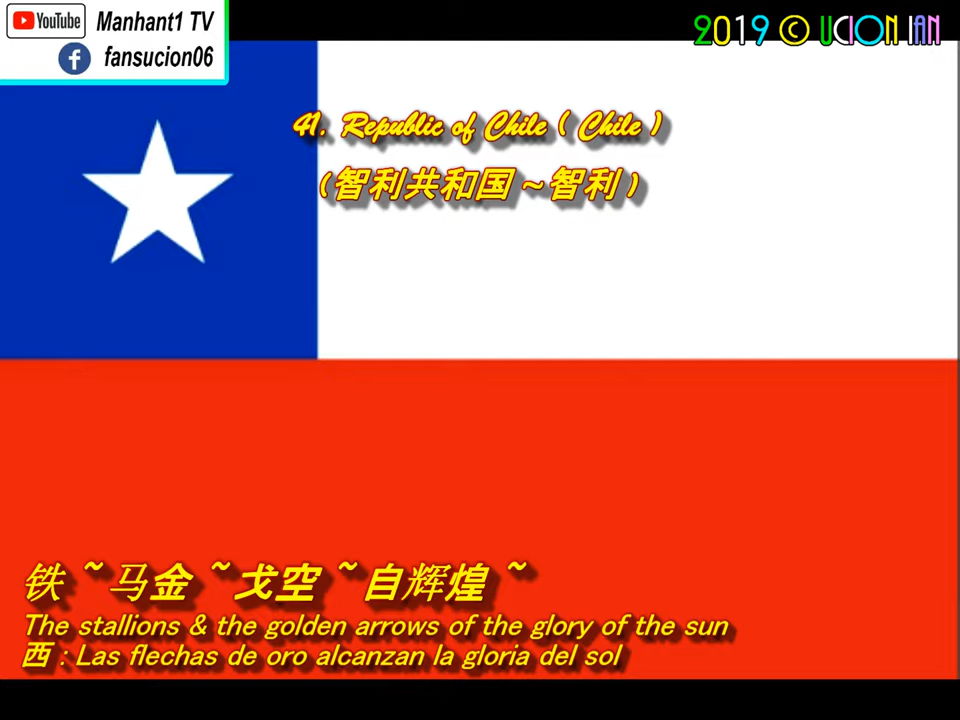 YouTube Manhant1 TV
fansucion06
2019 © UCION IAN
41. Republic of Chile ( Chile )
(智利共和国 ~智利 )
铁 ~马金 ~戈空 ~自辉煌 ~
The stallions & the golden arrows of the glory of the sun
西 : Las flechas de oro alcanzan la gloria del sol